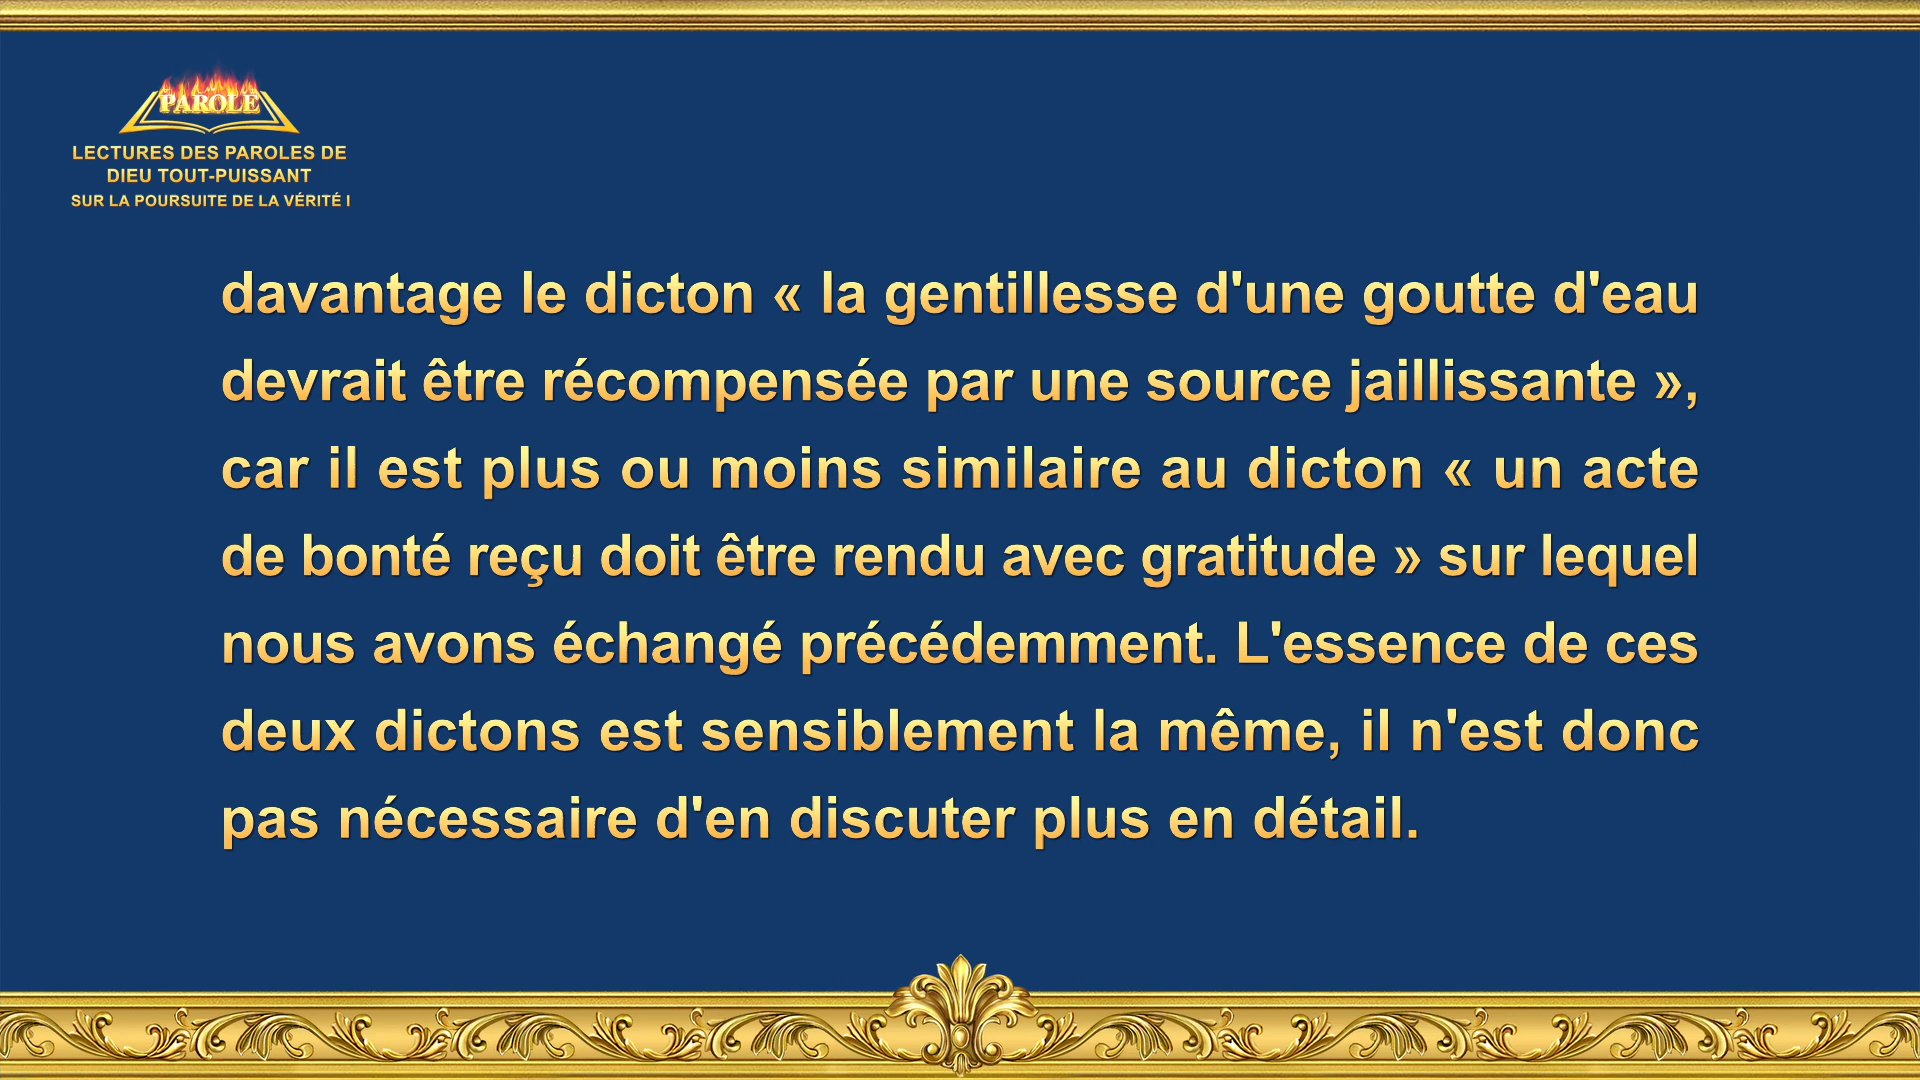 PAROLE
LECTURES DES PAROLES DE
DIEU TOUT-PUISSANT
SUR LA POURSUITE DE LA VÉRITÉ I
davantage le dicton « la gentillesse d'une goutte d'eau
devrait être récompensée par une source jaillissante »,
car il est plus ou moins similaire au dicton « un acte
de bonté reçu doit être rendu avec gratitude » sur lequel
nous avons échangé précédemment. L'essence de ces
deux dictons est sensiblement la même, il n'est donc
pas nécessaire d'en discuter plus en détail.